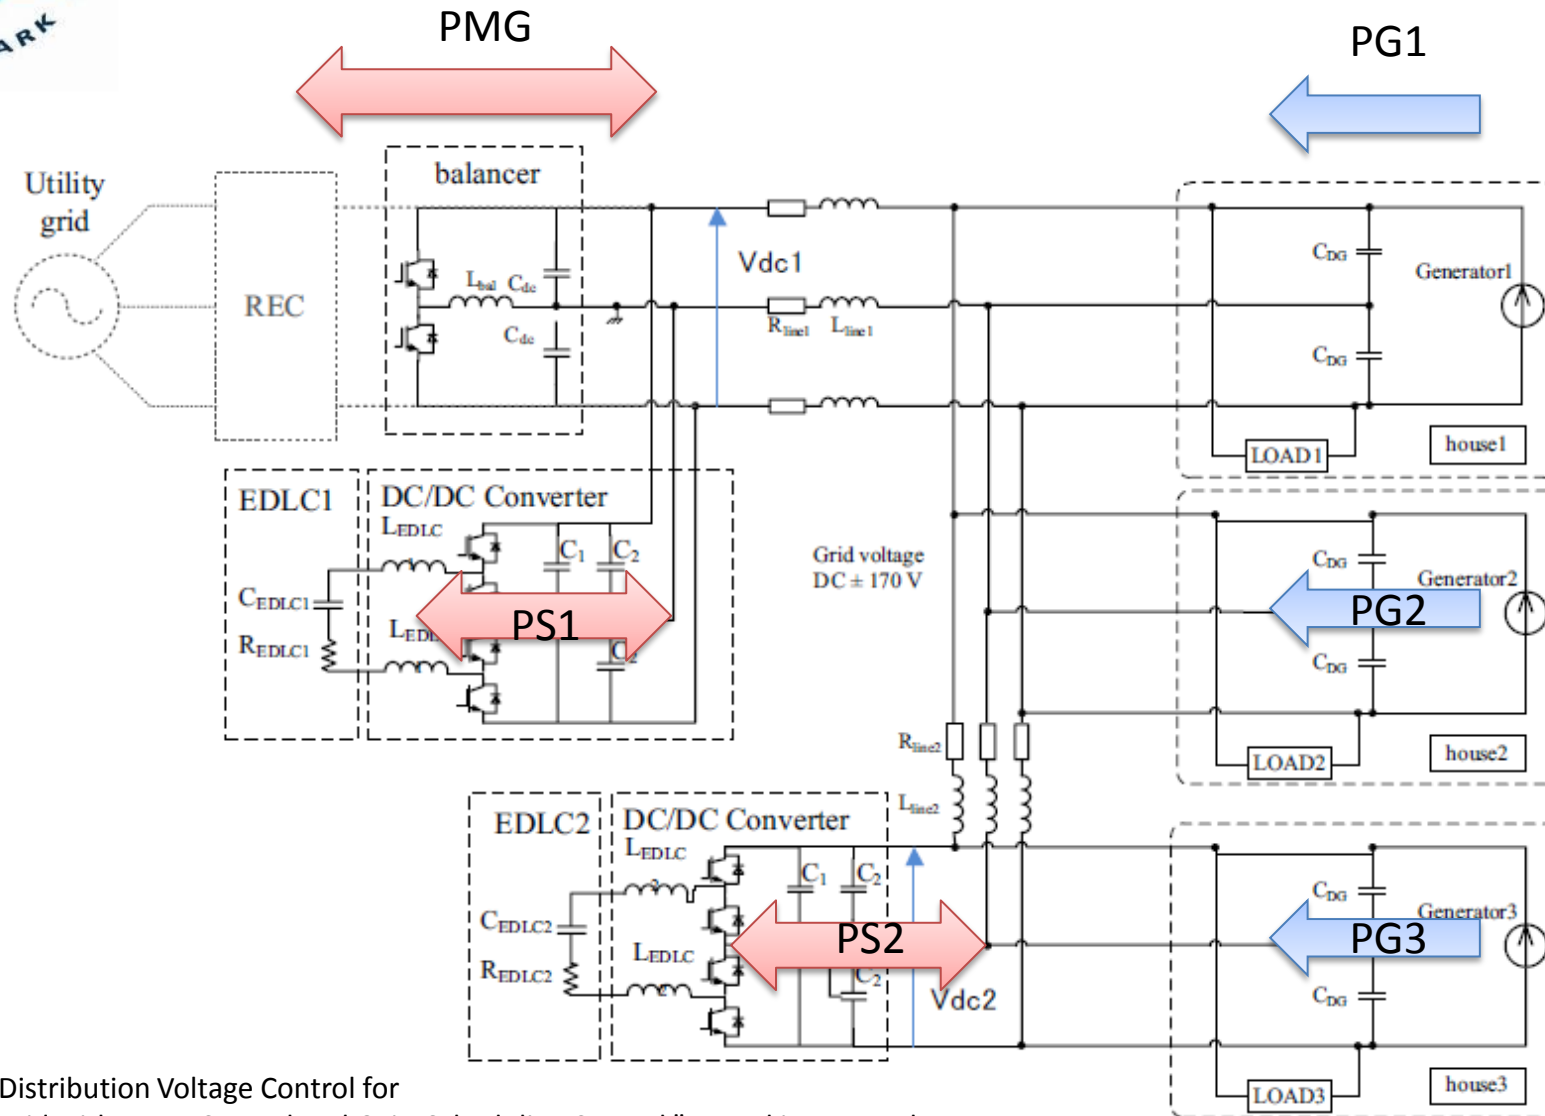 ARK
PMG
PG1
Utility
grid
REC
balancer
Lbal
Cdc
Cdc
Vdc1
Rline1
Lline1
CDG
CDG
Generator1
LOAD1
house1
EDLC1
DC/DC Converter
LEDLC
C1
C2
CEDLC1
REDLC1
PS1
C2
Grid voltage
DC ± 170 V
CDG
Generator2
PG2
CDG
LOAD2
house2
Rline2
Lline2
EDLC2
DC/DC Converter
LEDLC
C1
C2
CEDLC2
REDLC2
LEDLC
PS2
C2
Vdc2
CDG
Generator3
PG3
CDG
LOAD3
house3
Distribution Voltage Control for